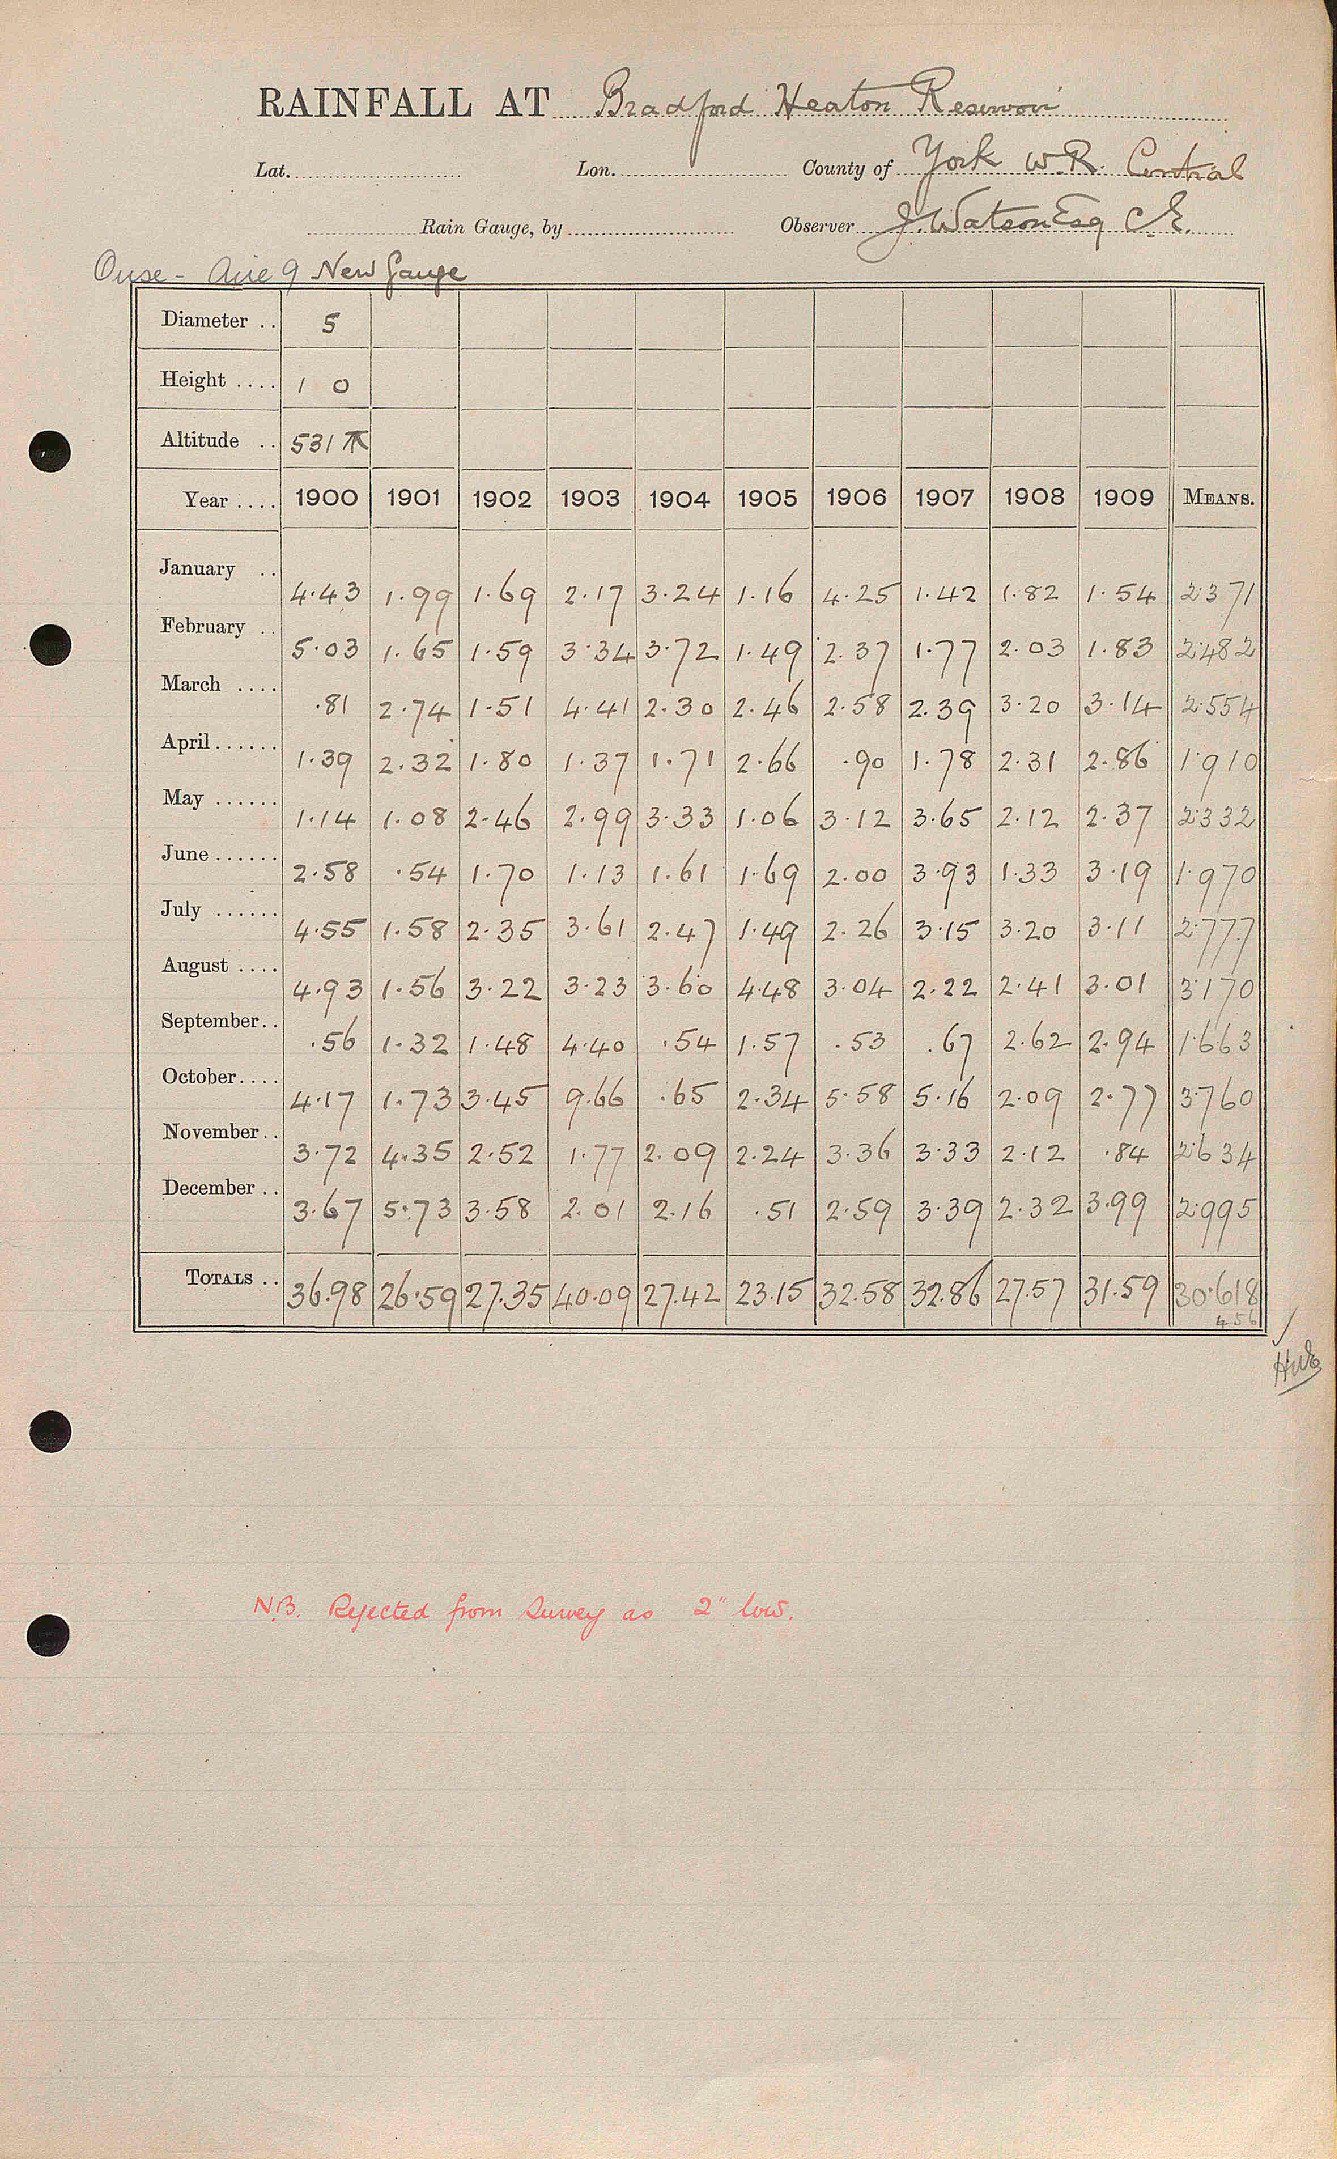 RAINFALL AT Bradford Heaton Reservoir
Lat. Lon. County of York W.R. Central
Rain Gauge, by Observer J. Watson Esq C.E.
Ouse - Aire 9 New Gauge
Diameter .. 5
Height .... 1 0
Altitude .. 531
Year .... 1900 1901 1902 1903 1904 1905 1906 1907 1908 1909 MEANS.
January .. 4.43 1.99 1.69 2.17 3.24 1.16 4.25 1.42 1.82 1.54 2.371
February .. 5.03 1.65 1.59 3.34 3.72 1.49 2.37 1.77 2.03 1.83 2.482
March .... .81 2.74 1.51 4.41 2.30 2.46 2.58 2.39 3.20 3.14 2.554
April...... 1.39 2.32 1.80 1.37 1.71 2.66 .90 1.78 2.31 2.86 1.910
May ...... 1.14 1.08 2.46 2.99 3.33 1.06 3.12 3.65 2.12 2.37 2.332
June...... 2.58 .54 1.70 1.13 1.61 1.69 2.00 3.93 1.33 3.19 1.970
July ...... 4.55 1.58 2.35 3.61 2.47 1.49 2.26 3.15 3.20 3.11 2.777
August .... 4.93 1.56 3.22 3.23 3.60 4.48 3.04 2.22 2.41 3.01 3.170
September.. .56 1.32 1.48 4.40 .54 1.57 .53 .67 2.62 2.94 1.663
October.... 4.17 1.73 3.45 9.66 .65 2.34 5.58 5.16 2.09 2.77 3.760
November.. 3.72 4.35 2.52 1.77 2.09 2.24 3.36 3.33 2.12 .84 2.634
December .. 3.67 5.73 3.58 2.01 2.16 .51 2.59 3.39 2.32 3.99 2.995
TOTALS .. 36.98 26.59 27.35 40.09 27.42 23.15 32.58 32.86 27.57 31.59 30.618
456
N.B. Rejected from Survey as 2" low.